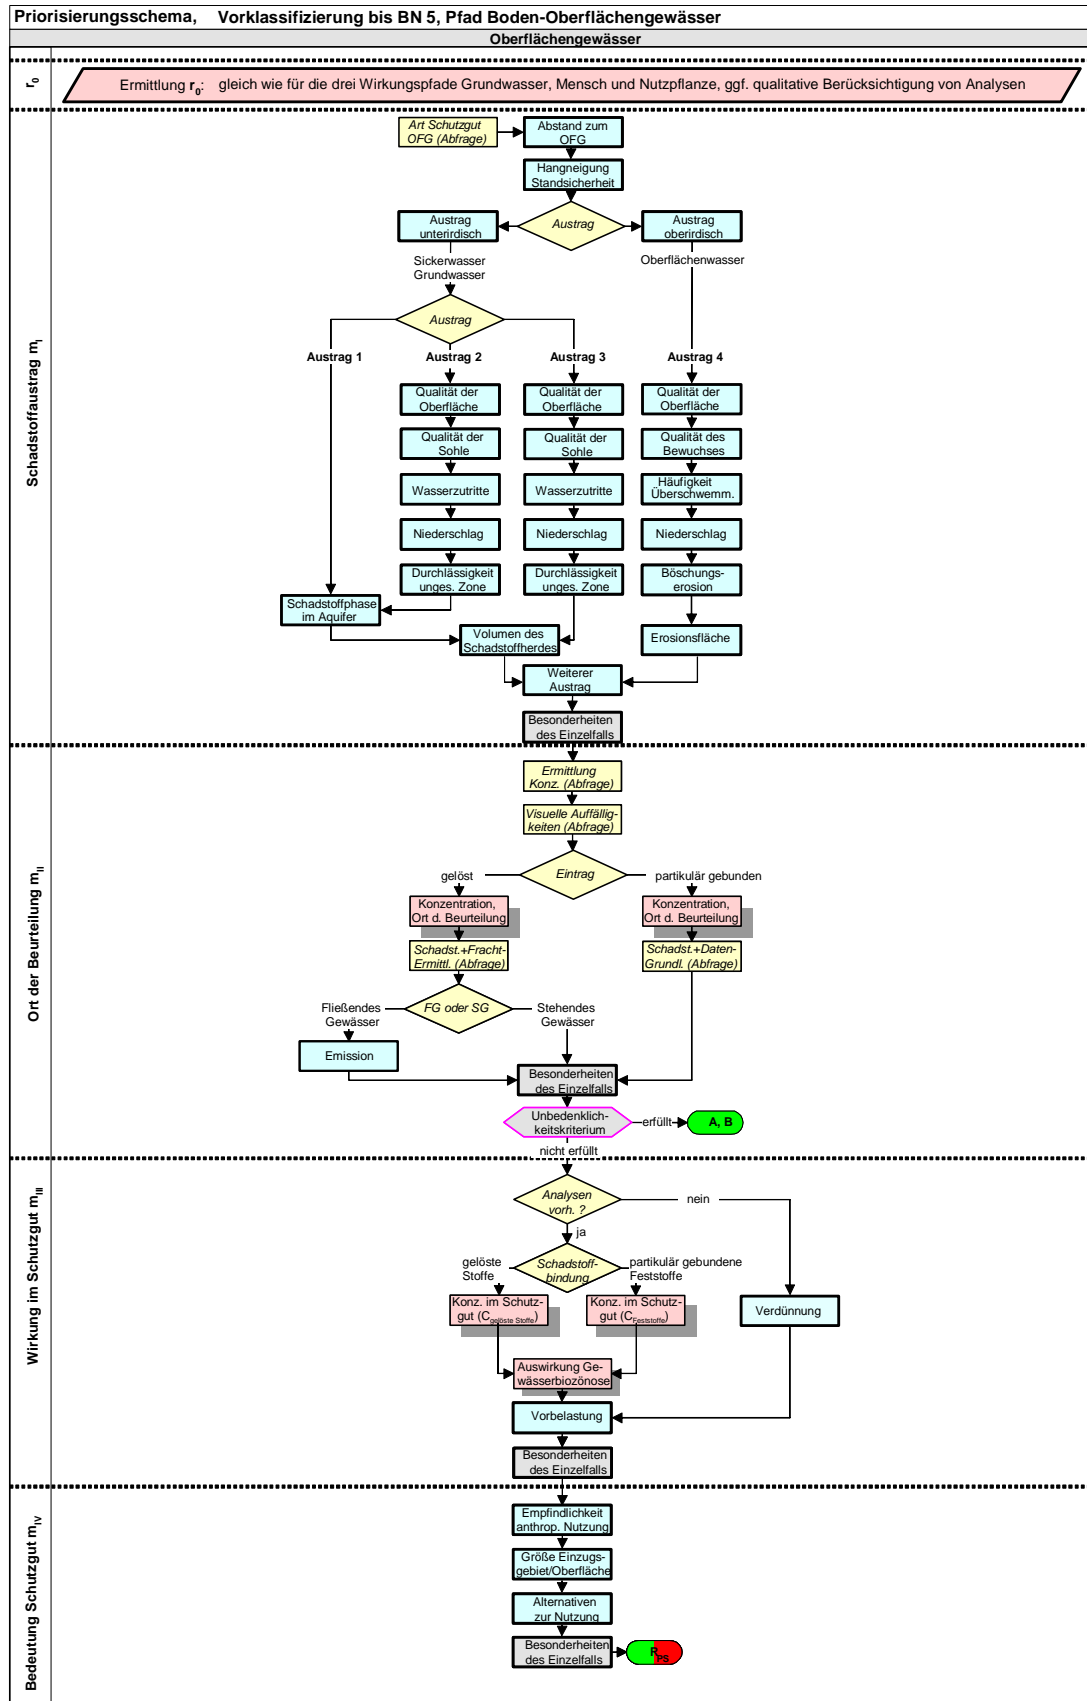 Priorisierungsschema, Vorklassifizierung bis BN 5, Pfad Boden-Oberflächengewässer
Oberflächengewässer
r0
Ermittlung r0: gleich wie für die drei Wirkungspfade Grundwasser, Mensch und Nutzpflanze, ggf. qualitative Berücksichtigung von Analysen
Schadstoffaustrag mI
Art Schutzgut
OFG (Abfrage)
Abstand zum
OFG
Hangneigung
Standsicherheit
Austrag
unterirdisch
Austrag
Austrag
oberirdisch
Sickerwasser
Grundwasser
Oberflächenwasser
Austrag
Austrag 1
Austrag 2
Austrag 3
Austrag 4
Qualität der
Oberfläche
Qualität der
Oberfläche
Qualität der
Oberfläche
Qualität der
Sohle
Qualität der
Sohle
Qualität des
Bewuchses
Wasserzutritte
Wasserzutritte
Häufigkeit
Überschwemm.
Niederschlag
Niederschlag
Niederschlag
Durchlässigkeit
unges. Zone
Durchlässigkeit
unges. Zone
Böschungs-
erosion
Schadstoffphase
im Aquifer
Volumen des
Schadstoffherdes
Erosionsfläche
Weiterer
Austrag
Besonderheiten
des Einzelfalls
Ort der Beurteilung mII
Ermittlung
Konz. (Abfrage)
Visuelle Auffällig-
keiten (Abfrage)
Eintrag
gelöst
partikulär gebunden
Konzentration,
Ort d. Beurteilung
Konzentration,
Ort d. Beurteilung
Schadst.+Fracht-
Ermittl. (Abfrage)
Schadst.+Daten-
Grundl. (Abfrage)
FG oder SG
Fließendes
Gewässer
Stehendes
Gewässer
Emission
Besonderheiten
des Einzelfalls
Unbedenklich-
keitskriterium
erfüllt
A, B
nicht erfüllt
Wirkung im Schutzgut mIII
Analysen
vorh. ?
nein
ja
Schadstoff-
bindung
gelöste
Stoffe
partikulär gebundene
Feststoffe
Konz. im Schutz-
gut (Cgelöste Stoffe)
Konz. im Schutz-
gut (CFeststoffe)
Verdünnung
Auswirkung Ge-
wässerbiozönose
Vorbelastung
Besonderheiten
des Einzelfalls
Bedeutung Schutzgut mIV
Empfindlichkeit
anthrop. Nutzung
Größe Einzugs-
gebiet/Oberfläche
Alternativen
zur Nutzung
Besonderheiten
des Einzelfalls
RPS